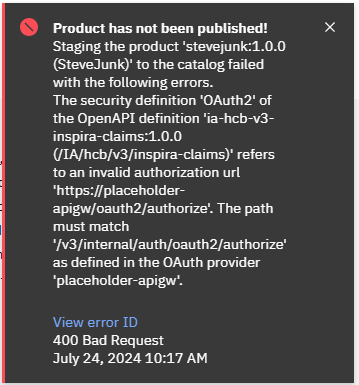 Product has not been published!
Staging the product 'stevejunk:1.0.0
(SteveJunk)' to the catalog failed
with the following errors.
The security definition 'OAuth2' of
the OpenAPI definition 'ia-hcb-v3-
inspira-claims:1.0.0
(/IA/hcb/v3/inspira-claims)' refers
to an invalid authorization url
'https://placeholder-
apigw/oauth2/authorize'. The path
must match
'/v3/internal/auth/oauth2/authorize'
as defined in the OAuth provider
'placeholder-apigw'.
View error ID
400 Bad Request
July 24, 2024 10:17 AM